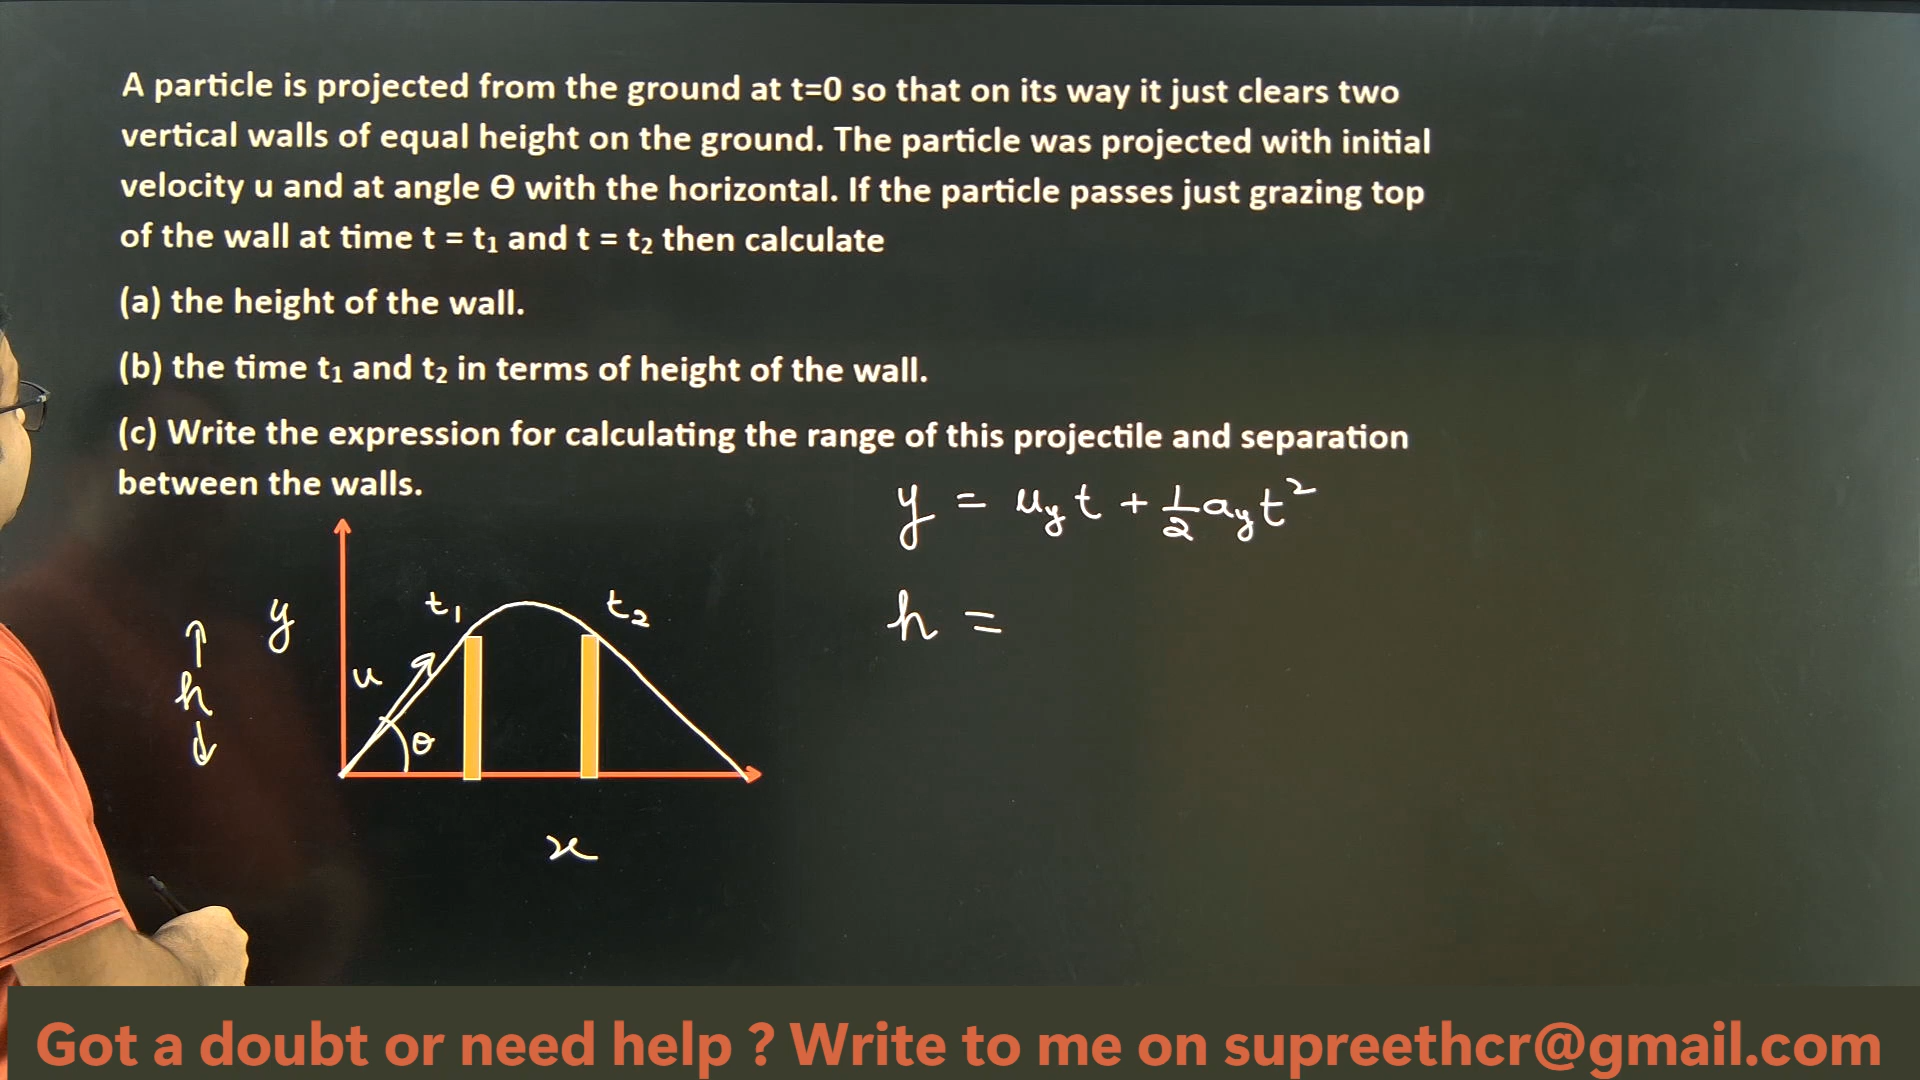 A particle is projected from the ground at t=0 so that on its way it just clears two
vertical walls of equal height on the ground. The particle was projected with initial
velocity u and at angle Θ with the horizontal. If the particle passes just grazing top
of the wall at time t = t₁ and t = t₂ then calculate
(a) the height of the wall.
(b) the time t₁ and t₂ in terms of height of the wall.
(c) Write the expression for calculating the range of this projectile and separation
between the walls.
y = u_y t + 1/2 a_y t²
h =
y
t₁
t₂
u
h
θ
x
Got a doubt or need help ? Write to me on supreethcr@gmail.com